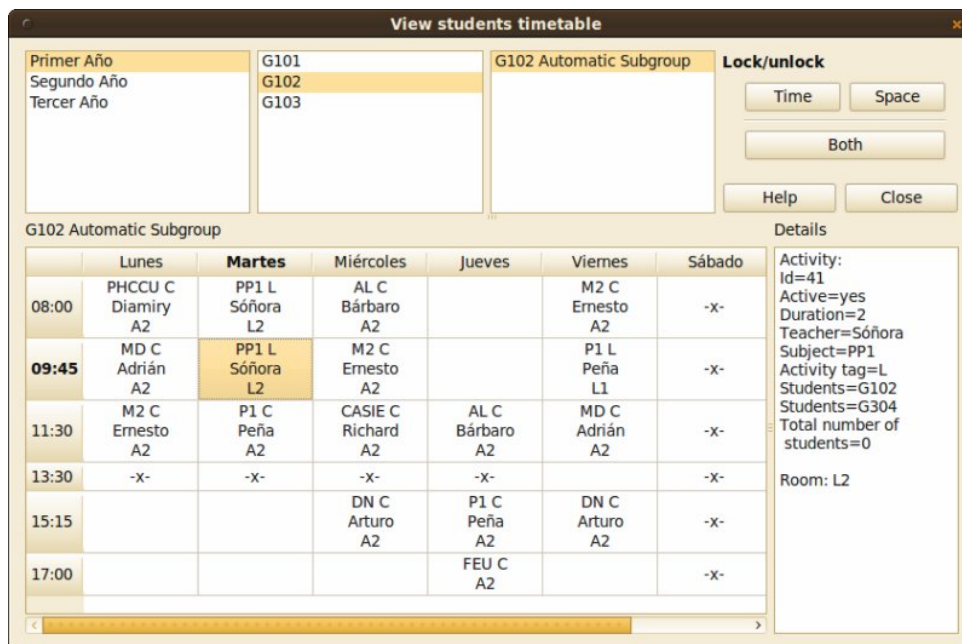 View students timetable
Primer Año
Segundo Año
Tercer Año
G101
G102
G103
G102 Automatic Subgroup
Lock/unlock
Time Space
Both
Help Close
G102 Automatic Subgroup
Details
Lunes Martes Miércoles Jueves Viernes Sábado
08:00
PHCCU C
Diamiry
A2
PP1 L
Sóñora
L2
AL C
Bárbaro
A2
M2 C
Ernesto
A2
-x-
09:45
MD C
Adrián
A2
PP1 L
Sóñora
L2
M2 C
Ernesto
A2
P1 L
Peña
L1
-x-
11:30
M2 C
Ernesto
A2
P1 C
Peña
A2
CASIE C
Richard
A2
AL C
Bárbaro
A2
MD C
Adrián
A2
-x-
13:30
-x-
-x-
-x-
-x-
-x-
15:15
DN C
Arturo
A2
P1 C
Peña
A2
DN C
Arturo
A2
-x-
17:00
FEU C
A2
-x-
Activity:
Id=41
Active=yes
Duration=2
Teacher=Sóñora
Subject=PP1
Activity tag=L
Students=G102
Students=G304
Total number of
students=0
Room: L2